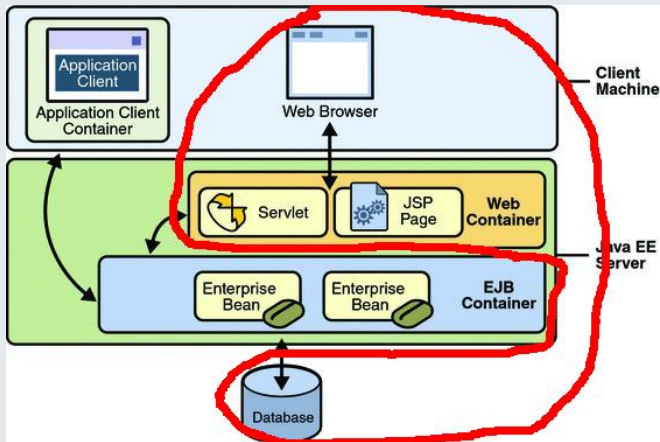 Application
Client
Application Client
Container
Web Browser
Client
Machine
Servlet
JSP
Page
Web
Container
Java EE
Server
Enterprise
Bean
Enterprise
Bean
EJB
Container
Database